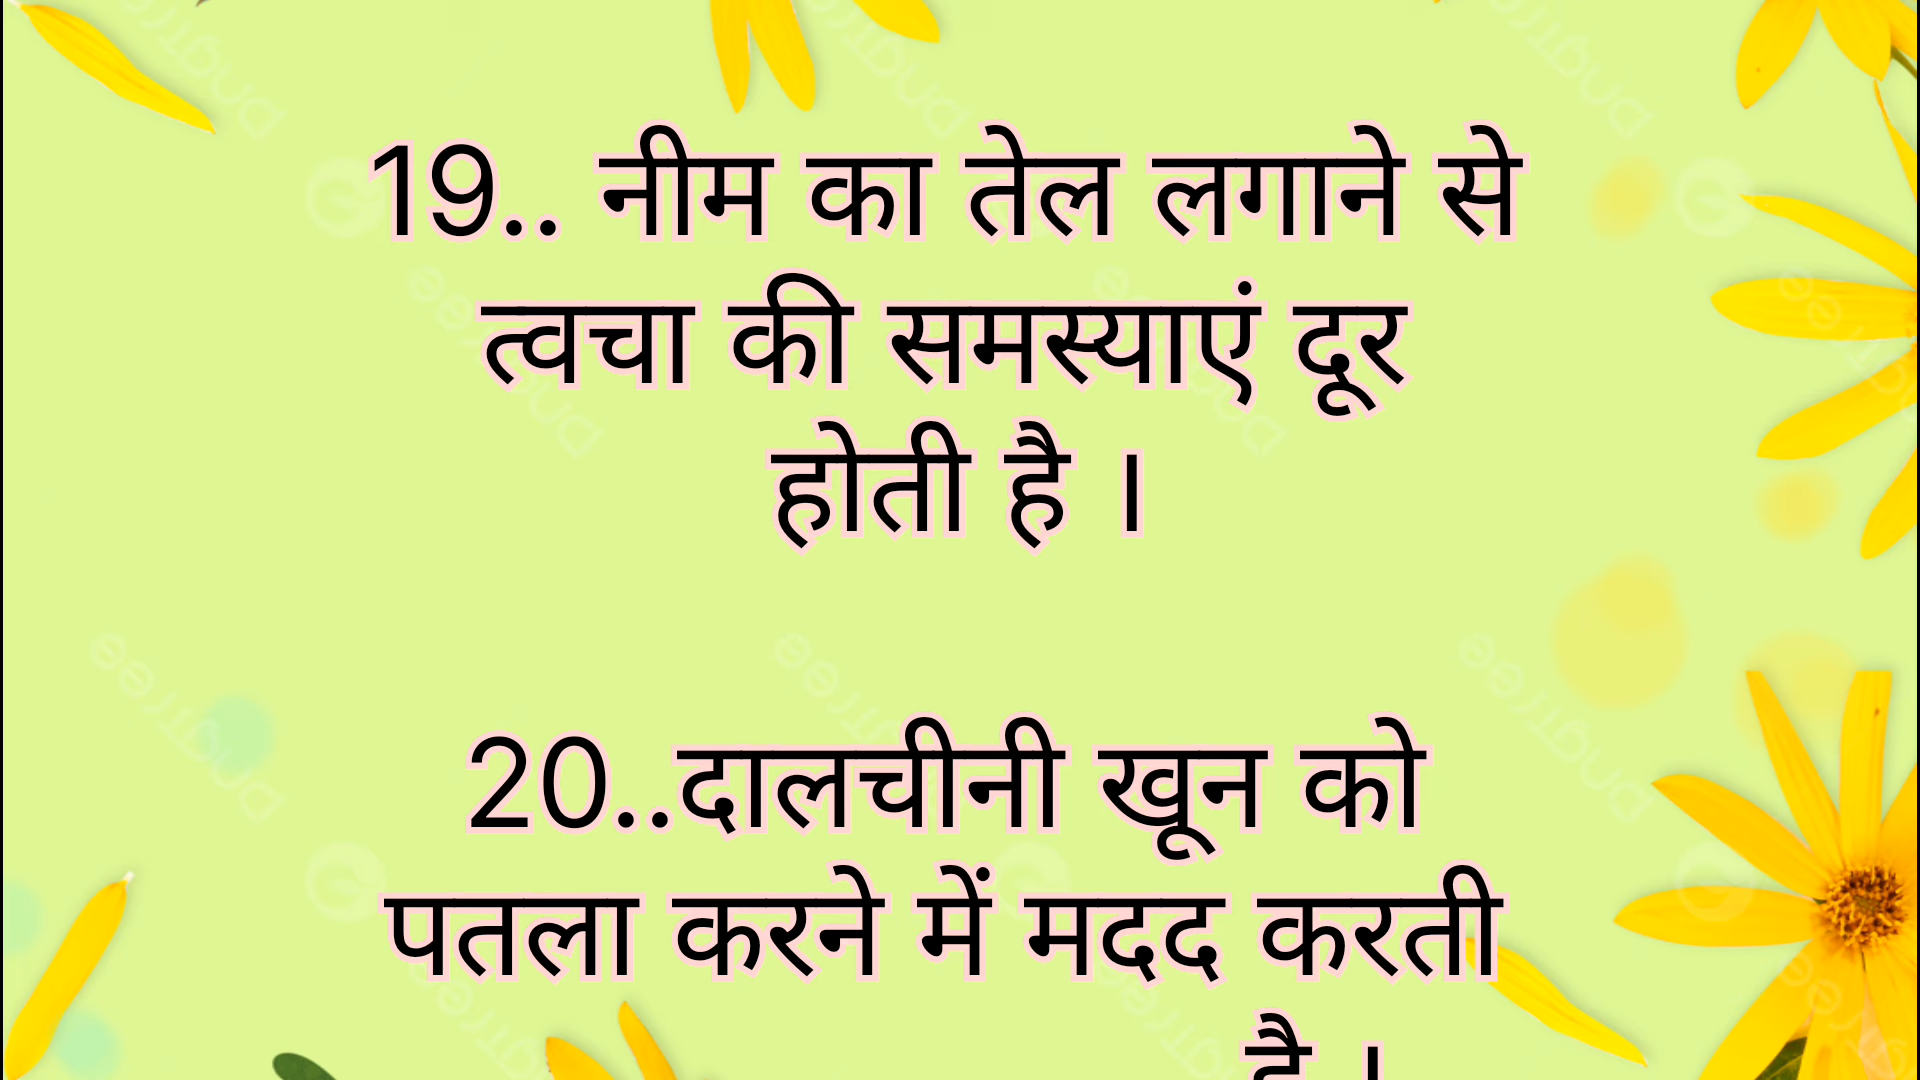 19.. नीम का तेल लगाने से
त्वचा की समस्याएं दूर
होती है ।
20..दालचीनी खून को
पतला करने में मदद करती
है ।